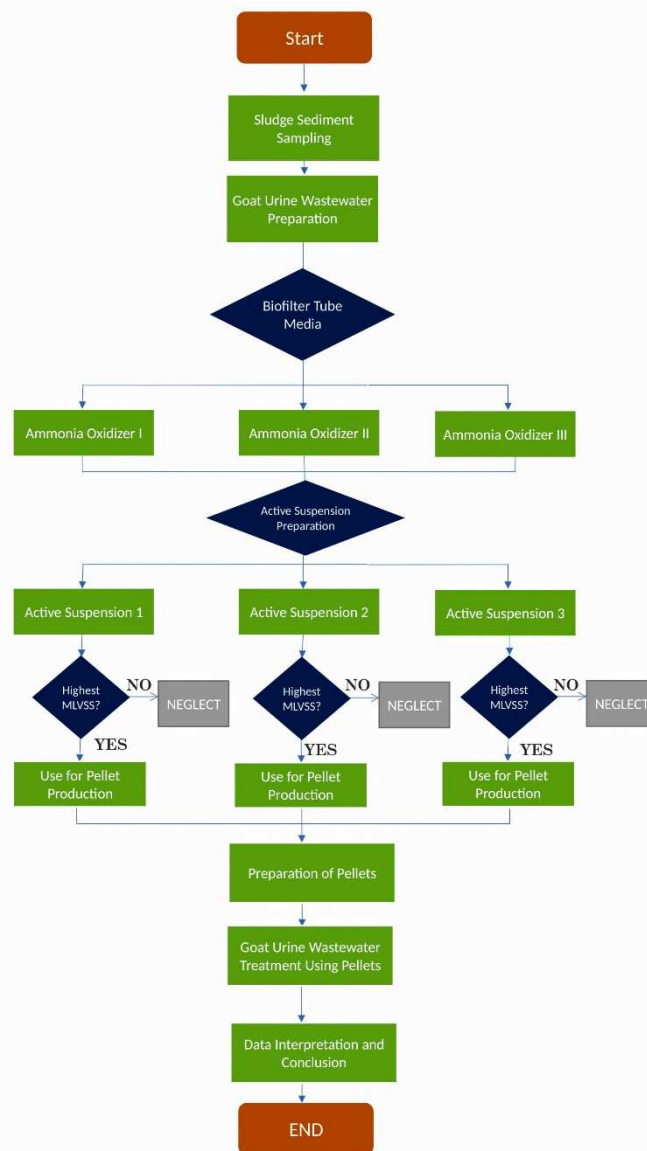 Start
Sludge Sediment
Sampling
Goat Urine Wastewater
Preparation
Biofilter Tube
Media
Ammonia Oxidizer I
Ammonia Oxidizer II
Ammonia Oxidizer III
Active Suspension
Preparation
Active Suspension 1
Active Suspension 2
Active Suspension 3
Highest
MLVSS?
NO
NEGLECT
YES
Highest
MLVSS?
NO
NEGLECT
YES
Highest
MLVSS?
NO
NEGLECT
YES
Use for Pellet
Production
Use for Pellet
Production
Use for Pellet
Production
Preparation of Pellets
Goat Urine Wastewater
Treatment Using Pellets
Data Interpretation and
Conclusion
END